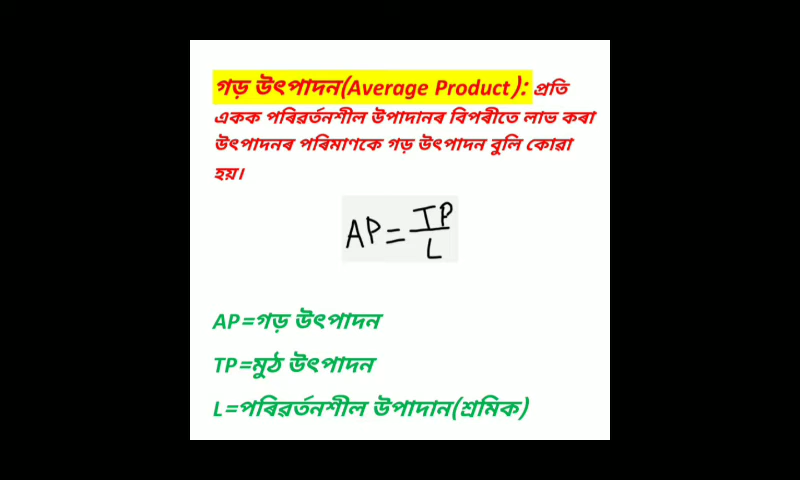 গড় উৎপাদন(Average Product): প্ৰতি
একক পৰিৱৰ্তনশীল উপাদানৰ বিপৰীতে লাভ কৰা
উৎপাদনৰ পৰিমাণকে গড় উৎপাদন বুলি কোৱা
হয়।
AP=TP/L
AP=গড় উৎপাদন
TP=মুঠ উৎপাদন
L=পৰিৱৰ্তনশীল উপাদান(শ্ৰমিক)